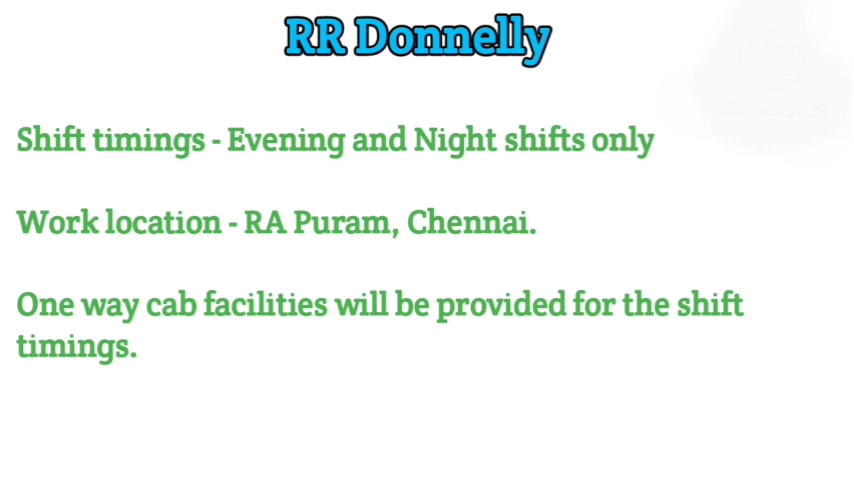 RR Donnelly
Shift timings - Evening and Night shifts only
Work location - RA Puram, Chennai.
One way cab facilities will be provided for the shift
timings.